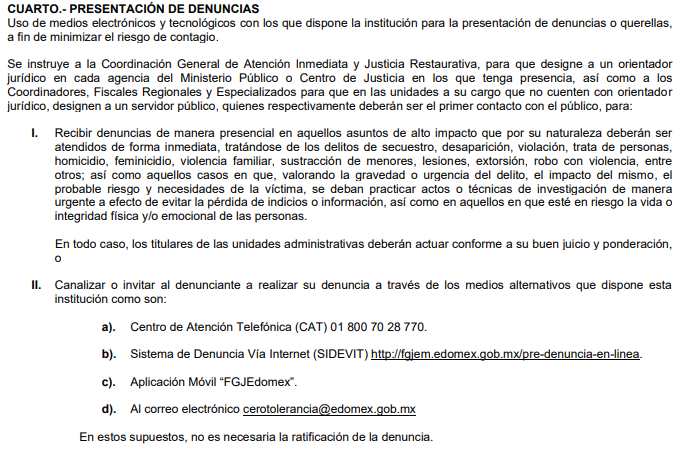 CUARTO.- PRESENTACIÓN DE DENUNCIAS
Uso de medios electrónicos y tecnológicos con los que dispone la institución para la presentación de denuncias o querellas,
a fin de minimizar el riesgo de contagio.
Se instruye a la Coordinación General de Atención Inmediata y Justicia Restaurativa, para que designe a un orientador
jurídico en cada agencia del Ministerio Público o Centro de Justicia en los que tenga presencia, así como a los
Coordinadores, Fiscales Regionales y Especializados para que en las unidades a su cargo que no cuenten con orientador
jurídico, designen a un servidor público, quienes respectivamente deberán ser el primer contacto con el público, para:
I. Recibir denuncias de manera presencial en aquellos asuntos de alto impacto que por su naturaleza deberán ser
atendidos de forma inmediata, tratándose de los delitos de secuestro, desaparición, violación, trata de personas,
homicidio, feminicidio, violencia familiar, sustracción de menores, lesiones, extorsión, robo con violencia, entre
otros; así como aquellos casos en que, valorando la gravedad o urgencia del delito, el impacto del mismo, el
probable riesgo y necesidades de la víctima, se deban practicar actos o técnicas de investigación de manera
urgente a efecto de evitar la pérdida de indicios o información, así como en aquellos en que esté en riesgo la vida o
integridad física y/o emocional de las personas.
En todo caso, los titulares de las unidades administrativas deberán actuar conforme a su buen juicio y ponderación,
o
II. Canalizar o invitar al denunciante a realizar su denuncia a través de los medios alternativos que dispone esta
institución como son:
a). Centro de Atención Telefónica (CAT) 01 800 70 28 770.
b). Sistema de Denuncia Vía Internet (SIDEVIT) http://fgjem.edomex.gob.mx/pre-denuncia-en-linea.
c). Aplicación Móvil “FGJEdomex”.
d). Al correo electrónico cerotolerancia@edomex.gob.mx
En estos supuestos, no es necesaria la ratificación de la denuncia.